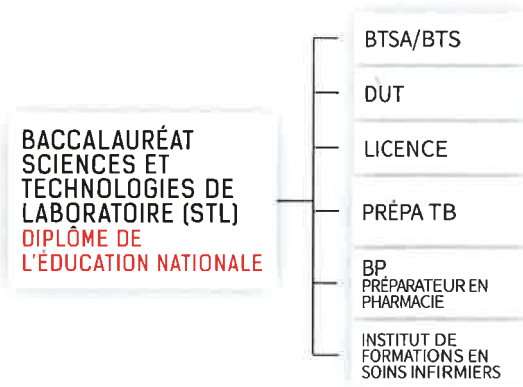 BACCALAURÉAT
SCIENCES ET
TECHNOLOGIES DE
LABORATOIRE (STL)
DIPLÔME DE
L'ÉDUCATION NATIONALE
BTSA/BTS
DUT
LICENCE
PRÉPA TB
BP
PRÉPARATEUR EN
PHARMACIE
INSTITUT DE
FORMATIONS EN
SOINS INFIRMIERS